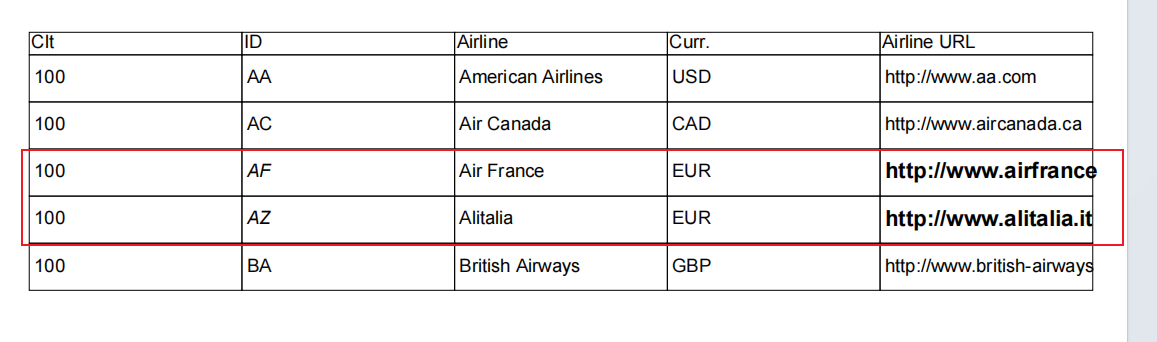 Clt ID Airline Curr. Airline URL
100 AA American Airlines USD http://www.aa.com
100 AC Air Canada CAD http://www.aircanada.ca
100 AF Air France EUR http://www.airfrance
100 AZ Alitalia EUR http://www.alitalia.it
100 BA British Airways GBP http://www.british-airways